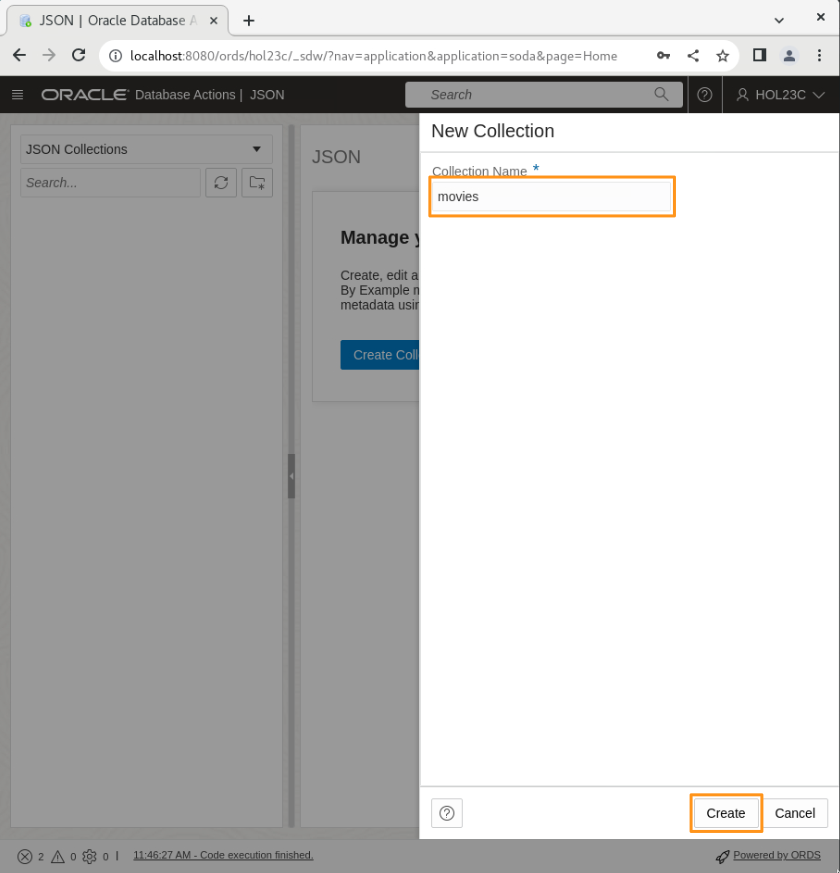 JSON | Oracle Database A
localhost:8080/ords/hol23c/_sdw/?nav=application&application=soda&page=Home
ORACLE Database Actions | JSON
Search
HOL23C
New Collection
JSON Collections
Search...
JSON
Collection Name *
movies
Manage y
Create, edit a
By Example m
metadata usin
Create Coll
Create
Cancel
2 0 0 11:46:27 AM - Code execution finished.
Powered by ORDS